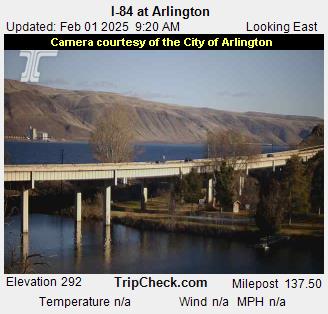 I-84 at Arlington
Updated: Feb 01 2025 9:20 AM Looking East
Camera courtesy of the City of Arlington
Elevation 292 TripCheck.com Milepost 137.50
Temperature n/a Wind n/a MPH n/a